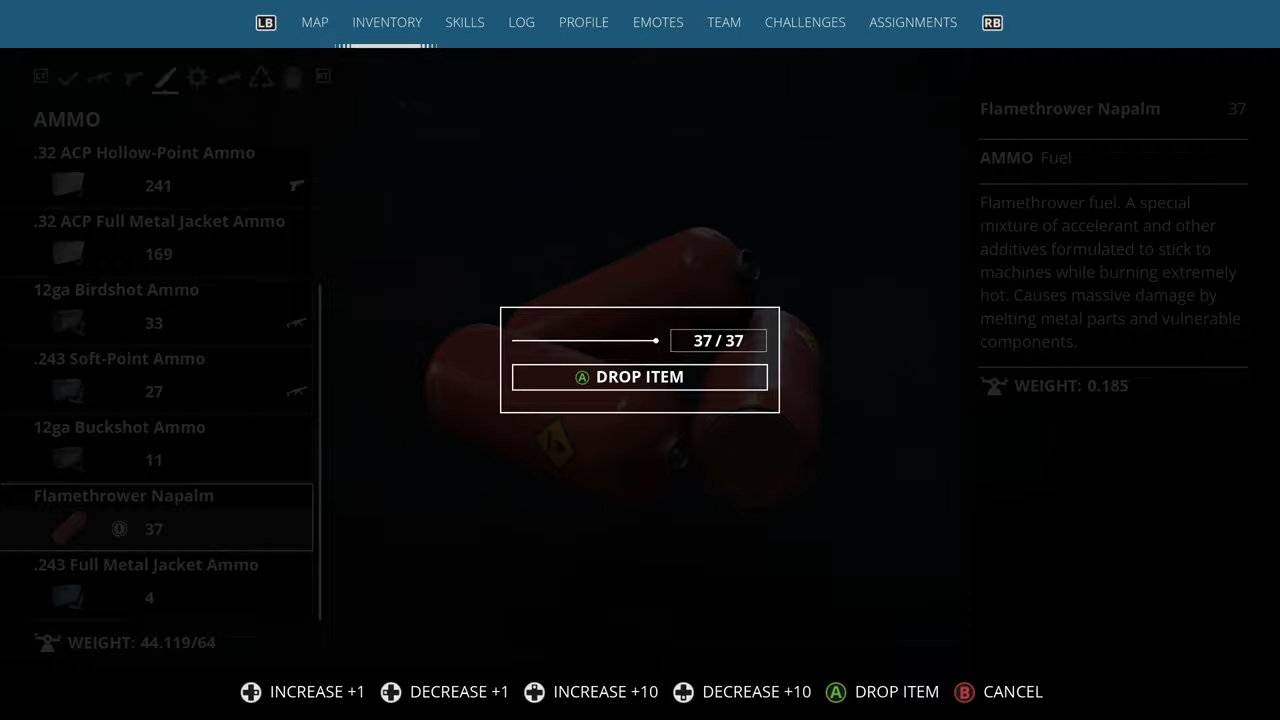 LB MAP INVENTORY SKILLS LOG PROFILE EMOTES TEAM CHALLENGES ASSIGNMENTS RB
LT RT
AMMO
.32 ACP Hollow-Point Ammo
241
.32 ACP Full Metal Jacket Ammo
169
12ga Birdshot Ammo
33
.243 Soft-Point Ammo
27
12ga Buckshot Ammo
11
Flamethrower Napalm
37
.243 Full Metal Jacket Ammo
4
WEIGHT: 44.119/64
37 / 37
A DROP ITEM
Flamethrower Napalm 37
AMMO Fuel
Flamethrower fuel. A special
mixture of accelerant and other
additives formulated to stick to
machines while burning extremely
hot. Causes massive damage by
melting metal parts and vulnerable
components.
WEIGHT: 0.185
INCREASE +1 DECREASE +1 INCREASE +10 DECREASE +10 A DROP ITEM B CANCEL